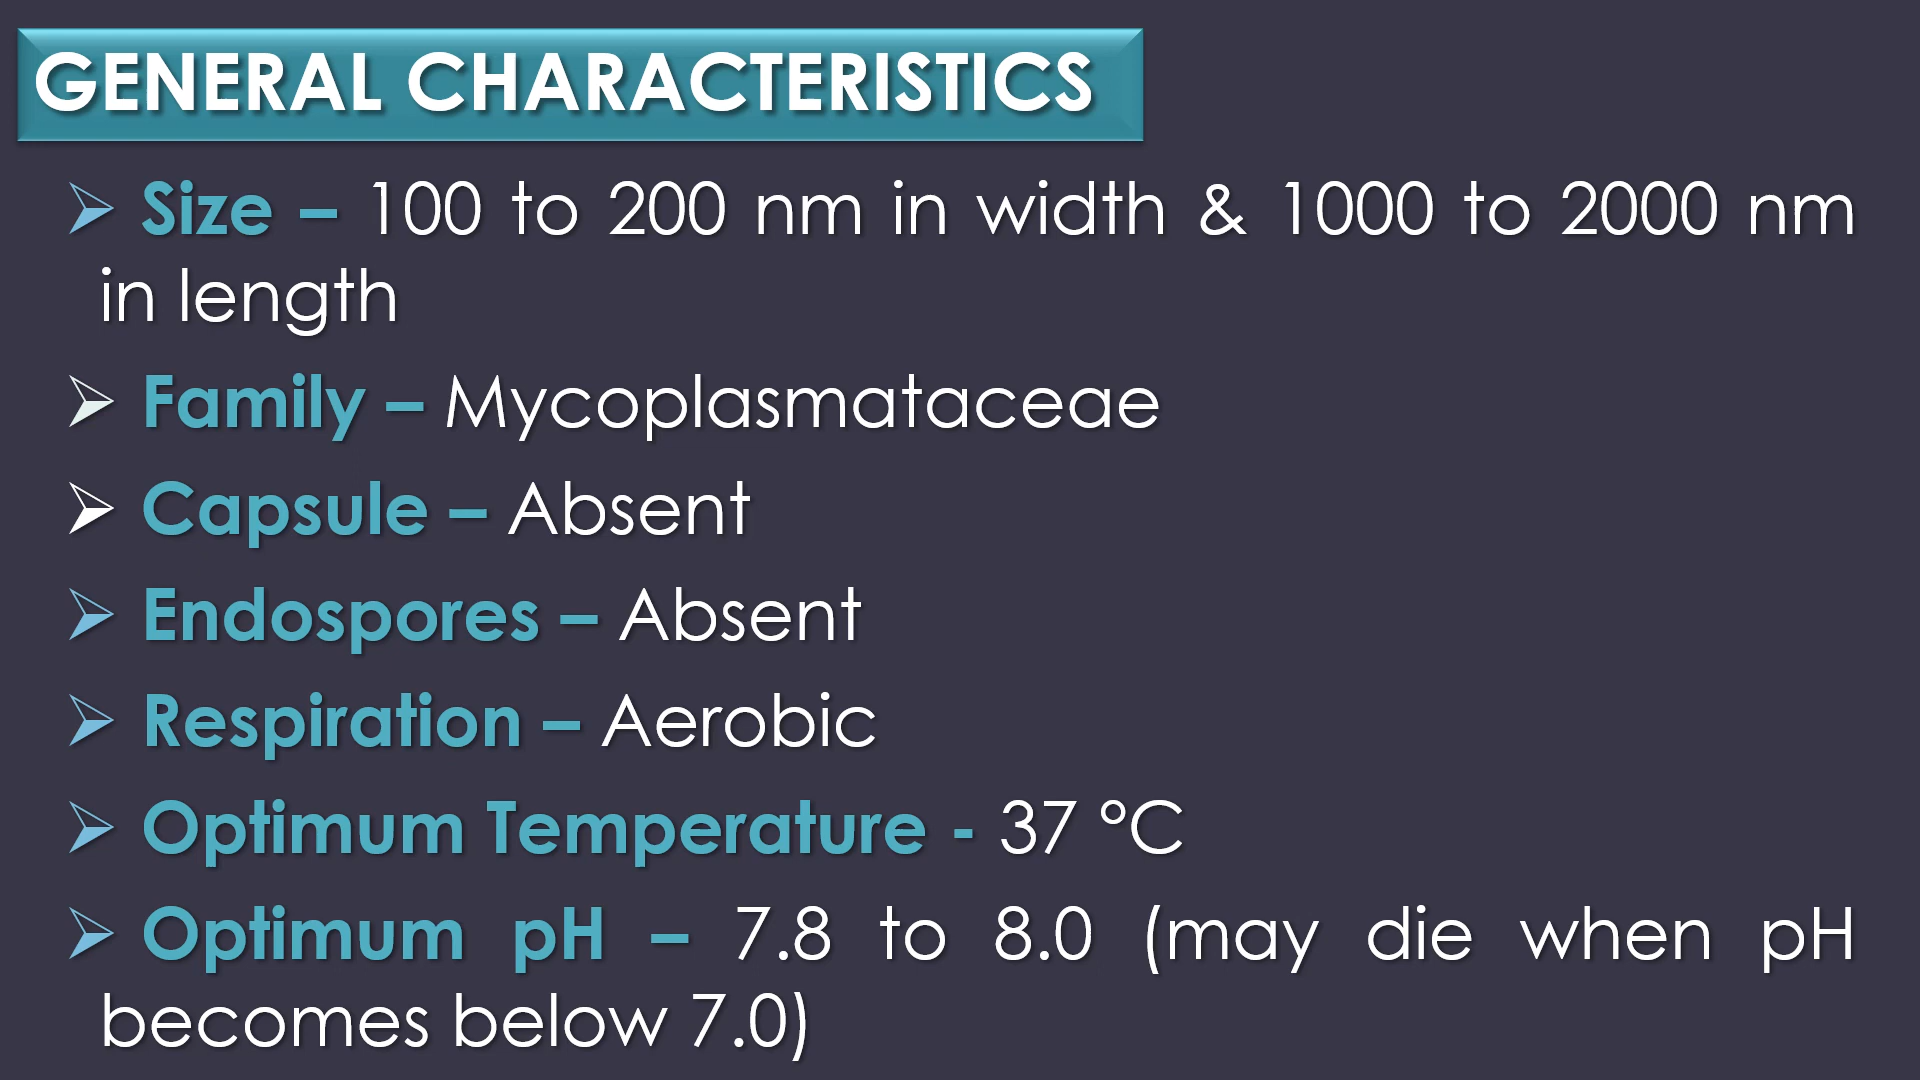 GENERAL CHARACTERISTICS
➢ Size – 100 to 200 nm in width & 1000 to 2000 nm
in length
➢ Family – Mycoplasmataceae
➢ Capsule – Absent
➢ Endospores – Absent
➢ Respiration – Aerobic
➢ Optimum Temperature - 37 °C
➢ Optimum pH – 7.8 to 8.0 (may die when pH
becomes below 7.0)